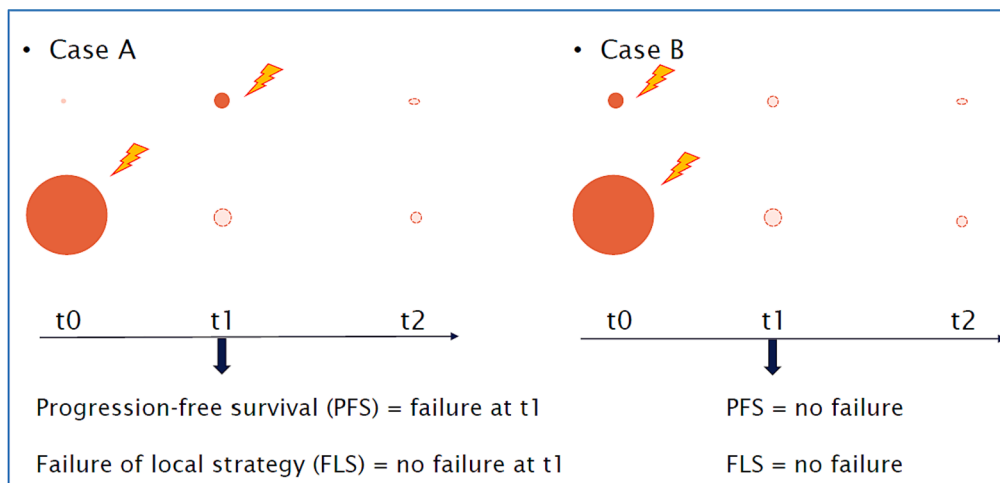 • Case A
• Case B
t0 t1 t2
t0 t1 t2
Progression-free survival (PFS) = failure at t1
PFS = no failure
Failure of local strategy (FLS) = no failure at t1
FLS = no failure